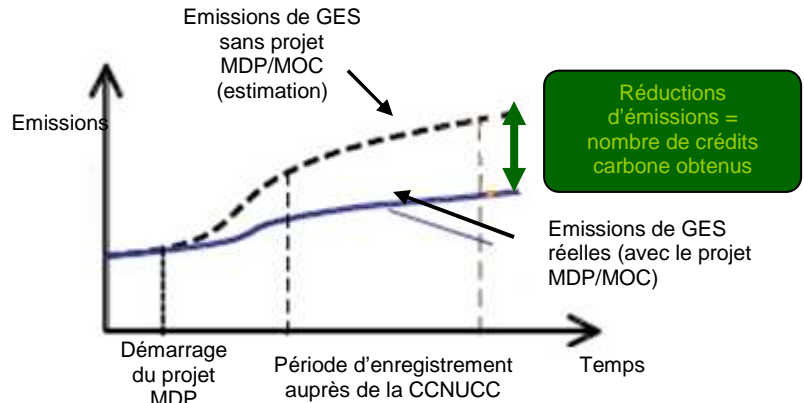 Emissions de GES
sans projet
MDP/MOC
(estimation)
Emissions
Réductions
d'émissions =
nombre de crédits
carbone obtenus
Emissions de GES
réelles (avec le projet
MDP/MOC)
Démarrage
du projet
MDP
Période d'enregistrement
auprès de la CCNUCC
Temps